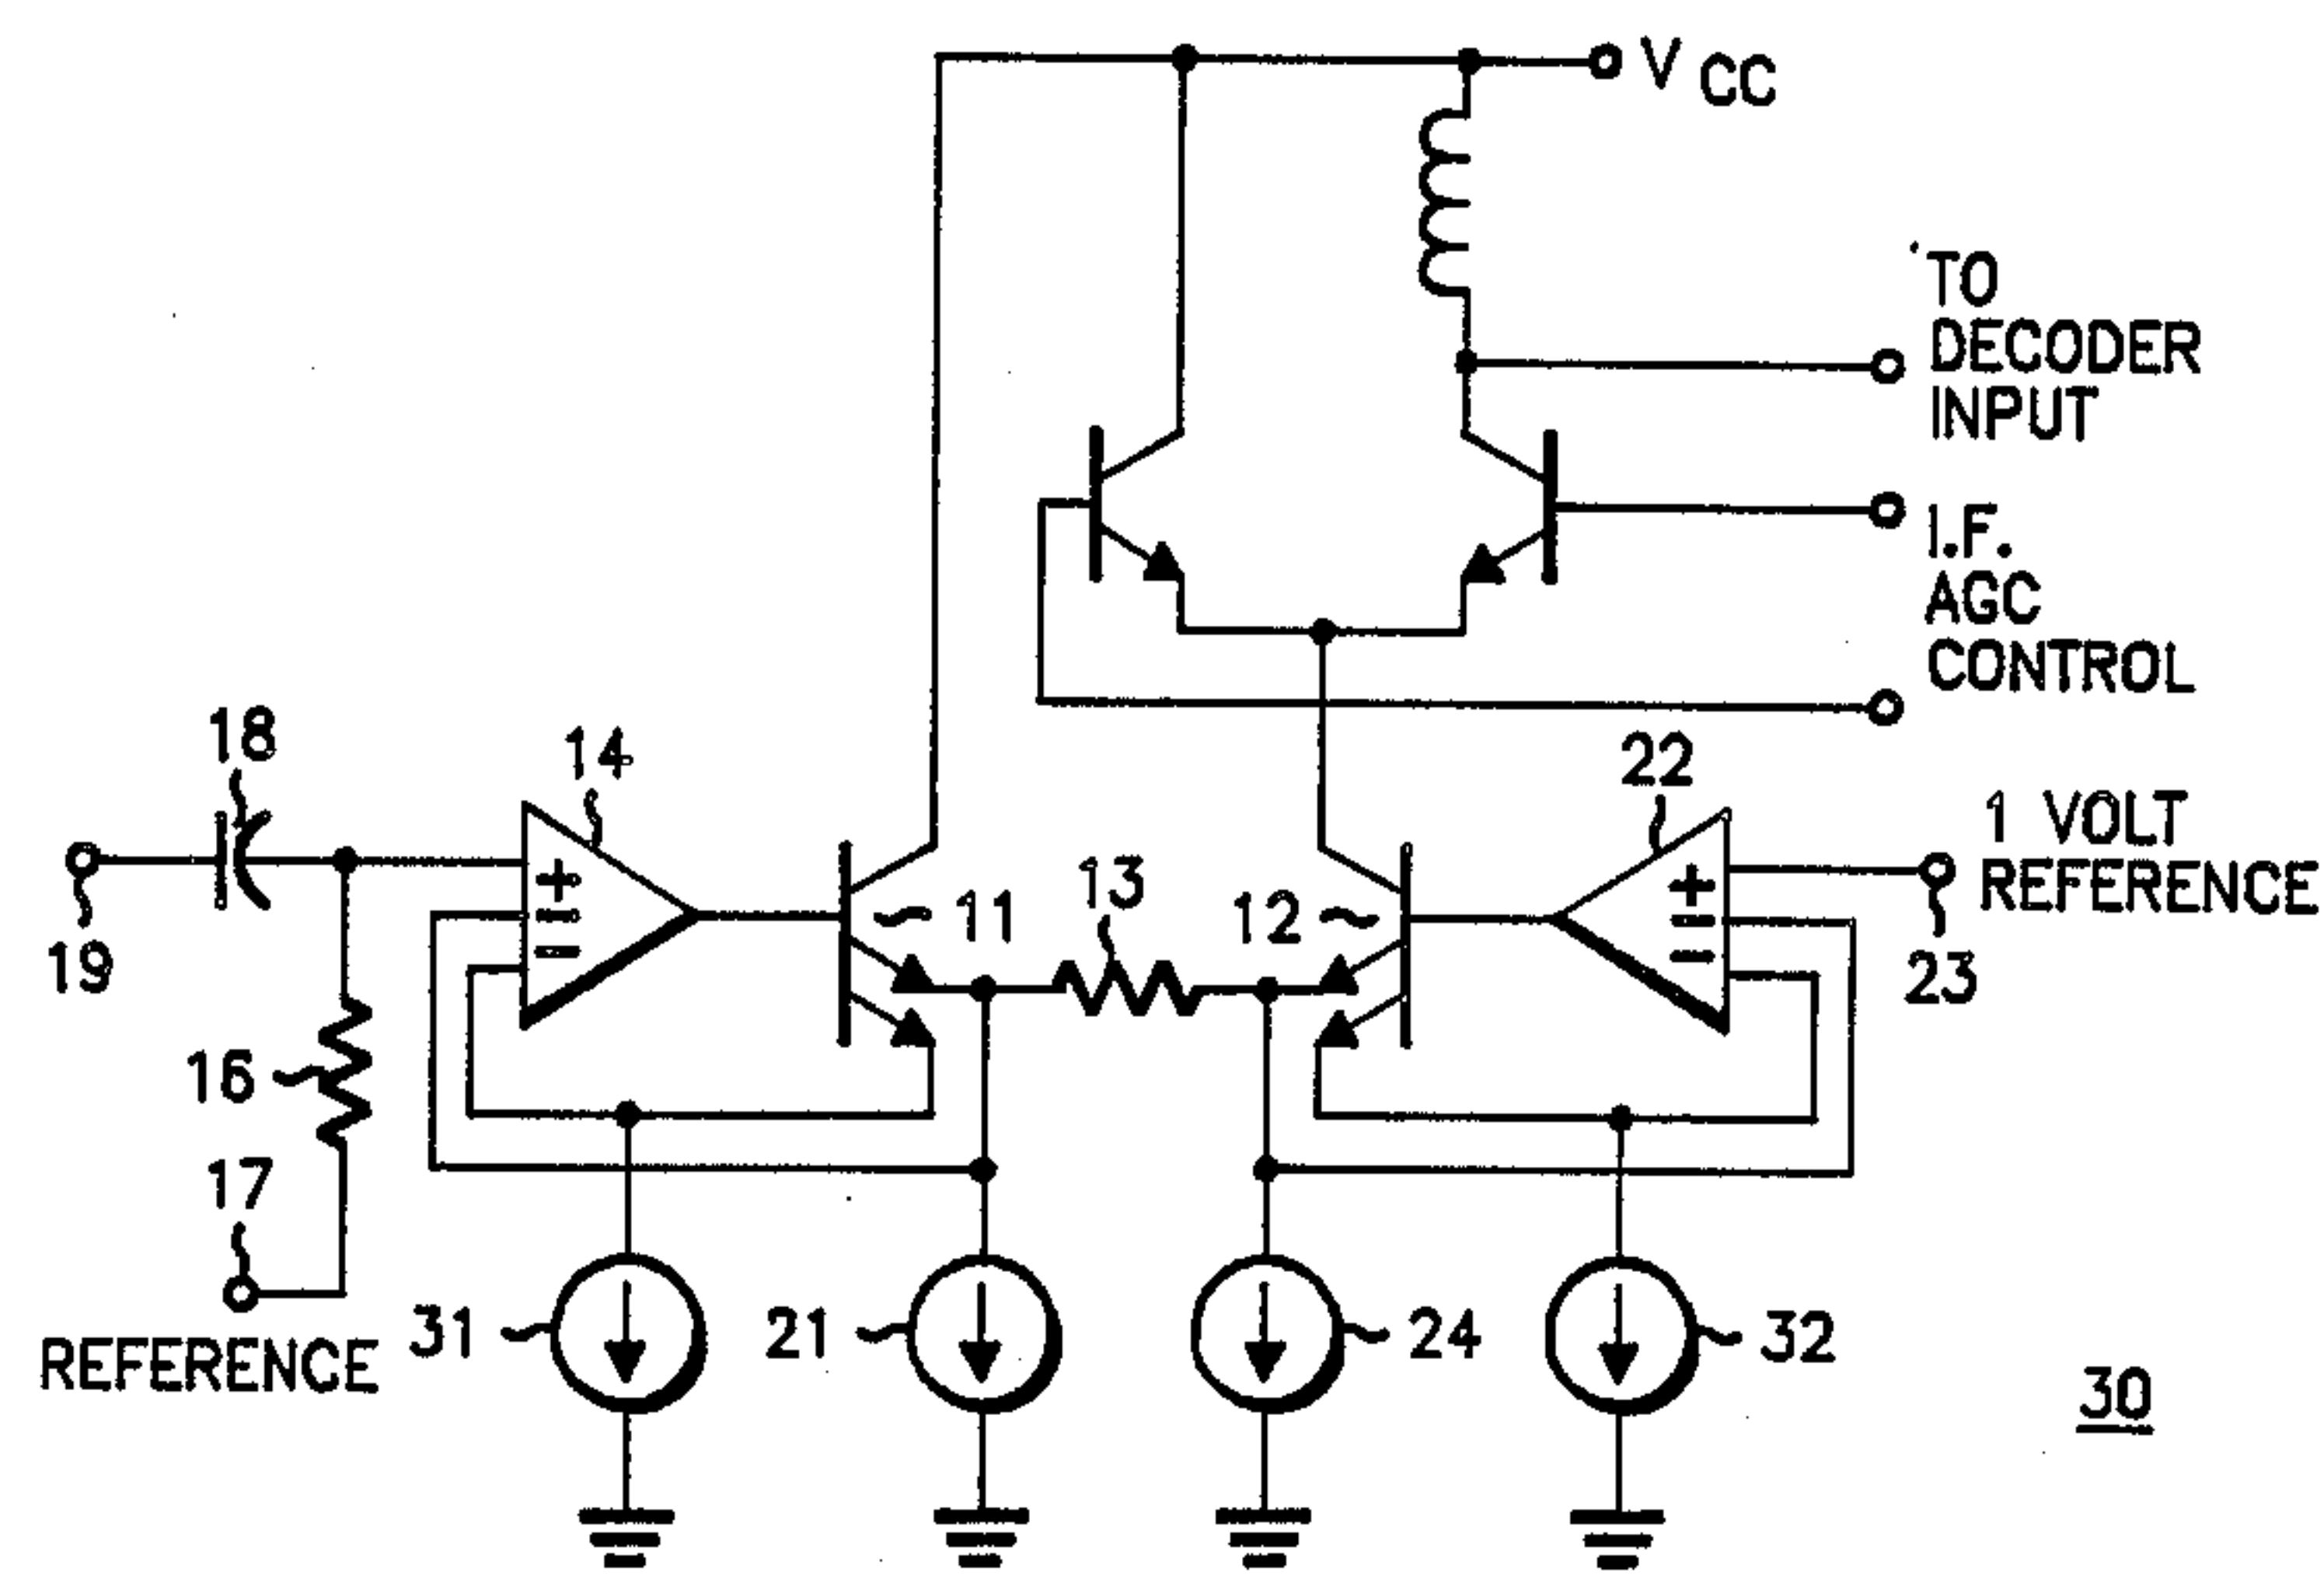 V CC
TO
DECODER
INPUT
I.F.
AGC
CONTROL
18
14
22
1 VOLT
REFERENCE
+
=
−
11
13
12
+
=
−
19
23
16
17
REFERENCE
31
21
24
32
30